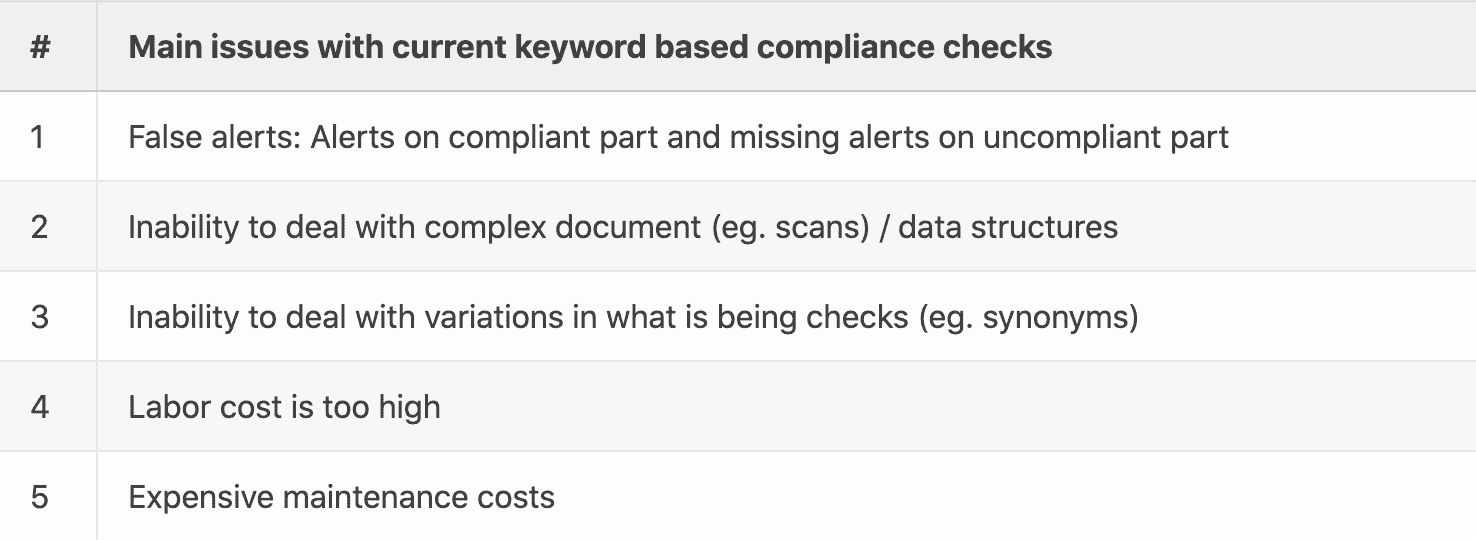 # Main issues with current keyword based compliance checks
1 False alerts: Alerts on compliant part and missing alerts on uncompliant part
2 Inability to deal with complex document (eg. scans) / data structures
3 Inability to deal with variations in what is being checks (eg. synonyms)
4 Labor cost is too high
5 Expensive maintenance costs